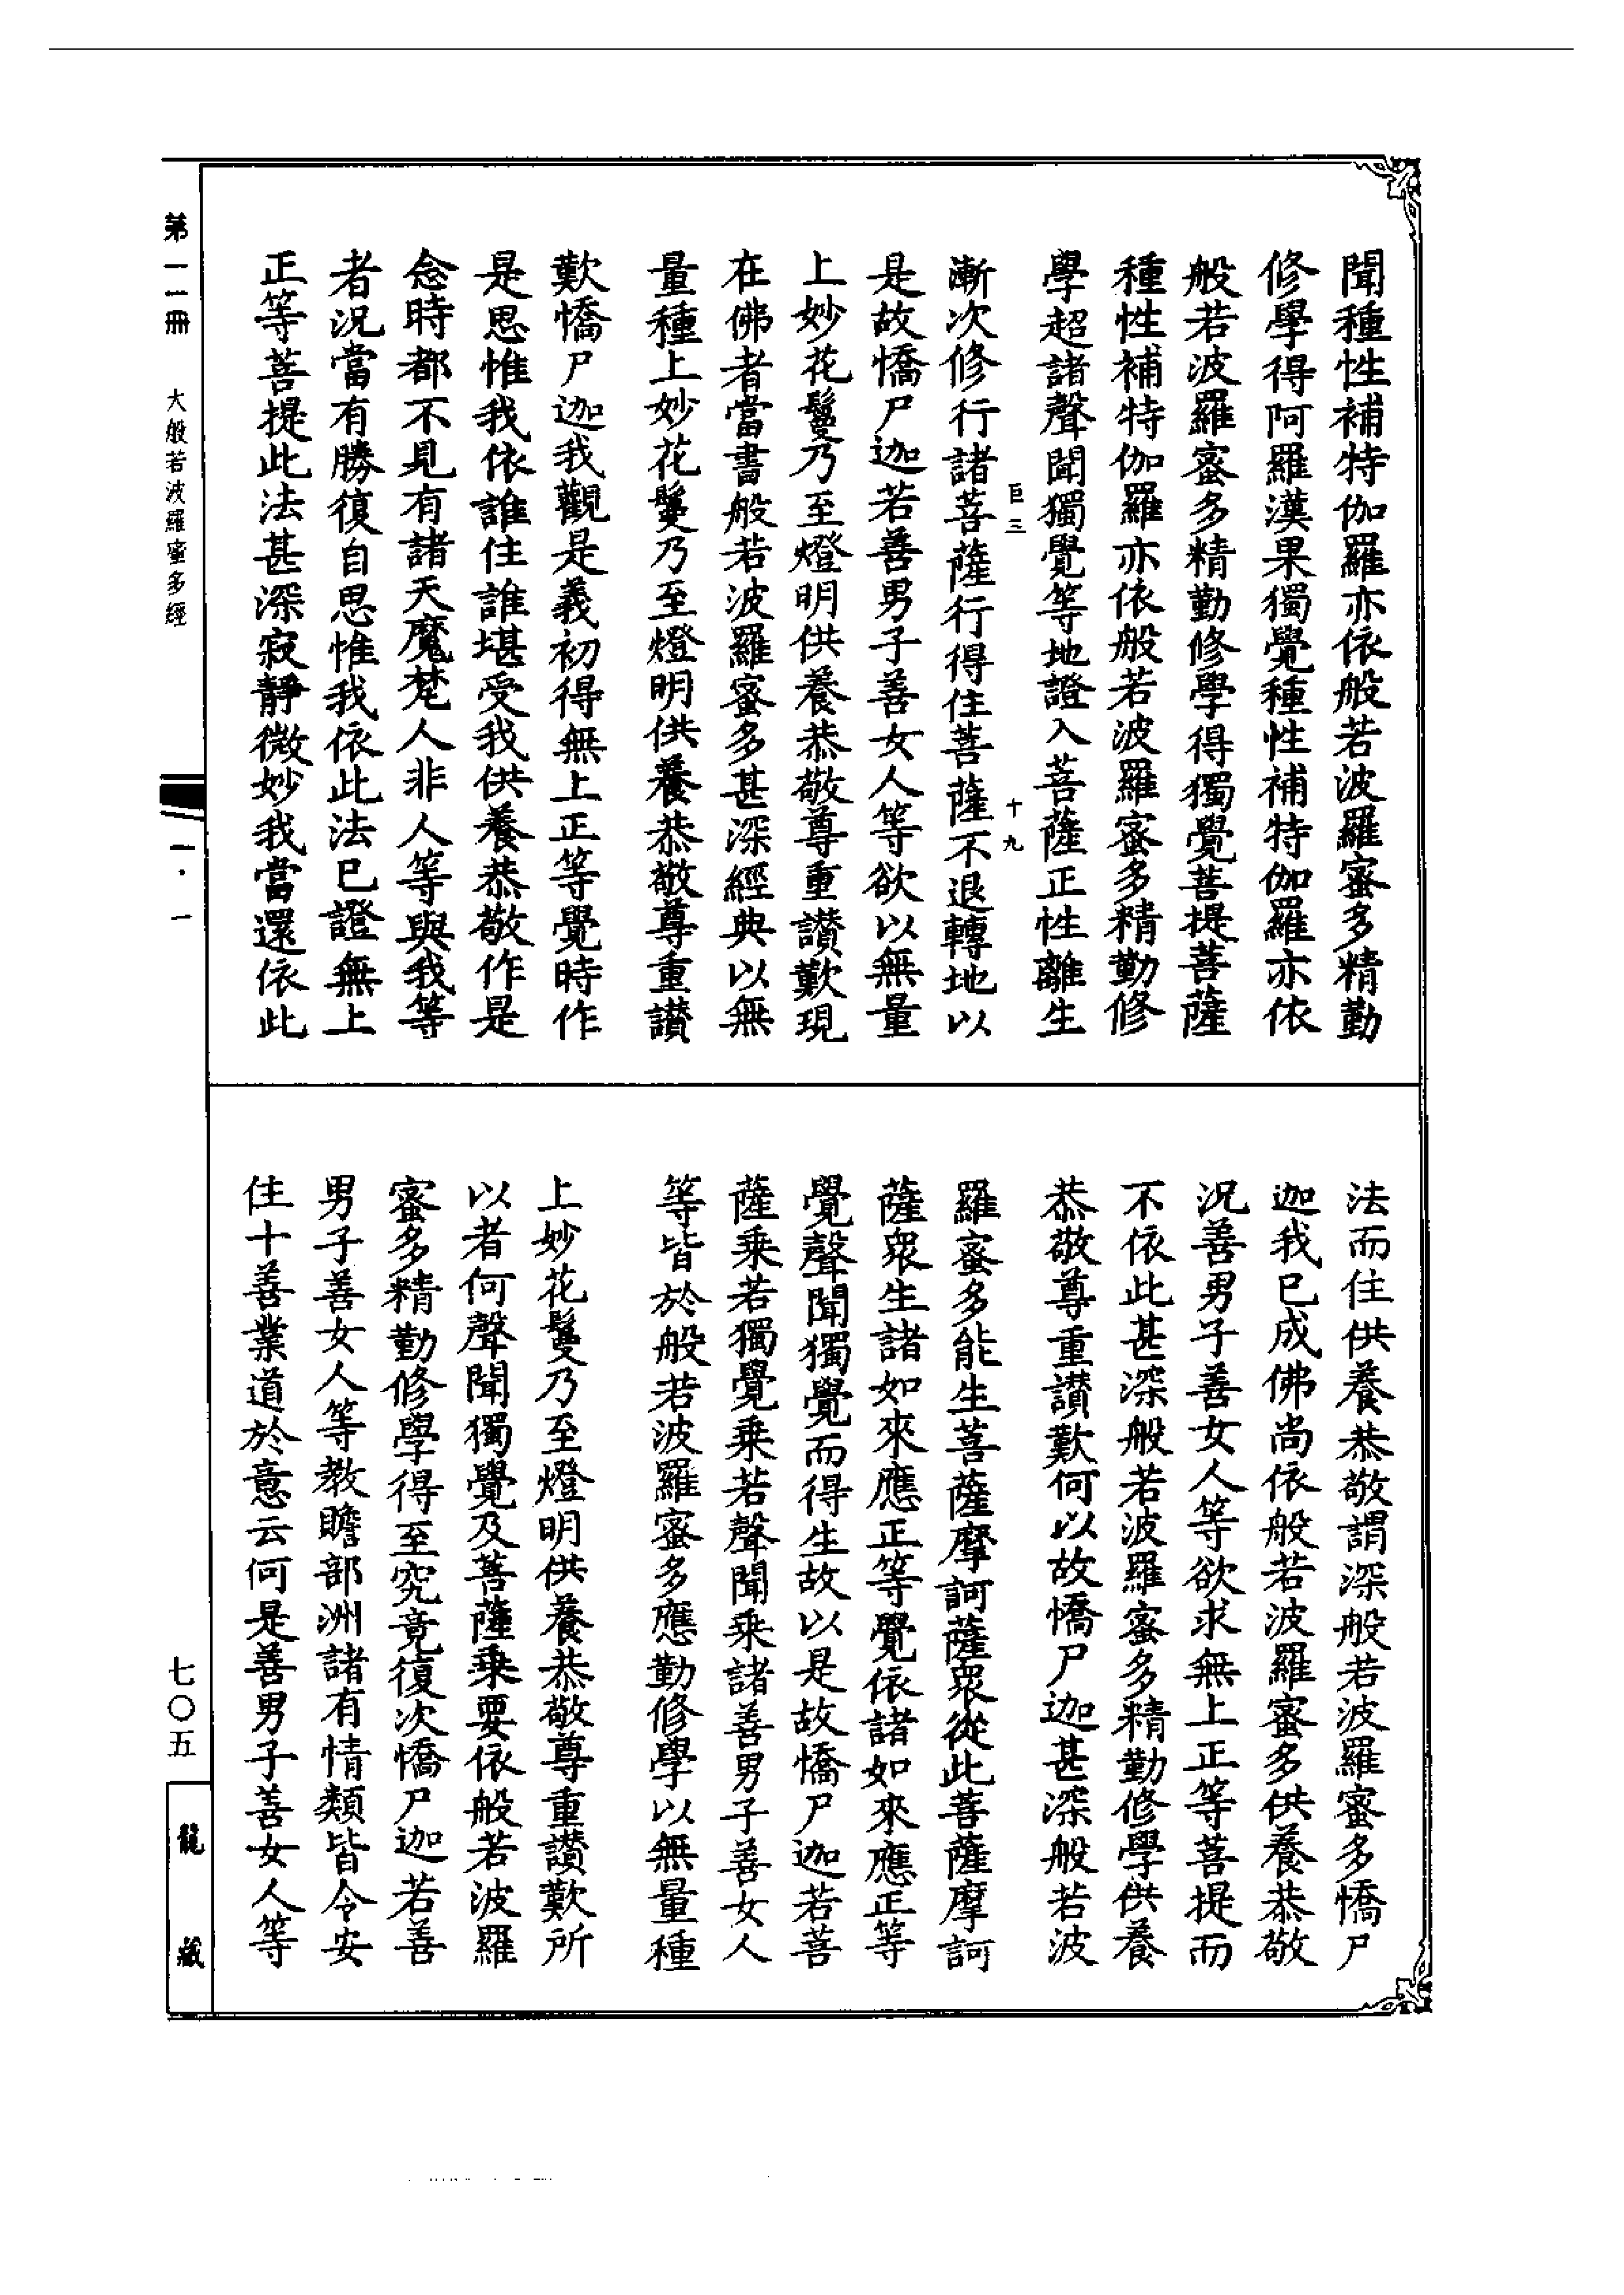 聞種性補特伽羅亦依般若波羅蜜多精勤
修學得阿羅漢果獨覺種性補特伽羅亦依
般若波羅蜜多精勤修學得獨覺菩提菩薩
種性補特伽羅亦依般若波羅蜜多精勤修
學超諸聲聞獨覺等地證入菩薩正性離生
巨三 十九
漸次修行諸菩薩行得住菩薩不退轉地以
是故憍尸迦若善男子善女人等欲以無量
上妙花鬘乃至燈明供養恭敬尊重讚歎現
在佛者當書般若波羅蜜多甚深經典以無
量種上妙花鬘乃至燈明供養恭敬尊重讚
歎憍尸迦我觀是義初得無上正等覺時作
是思惟我依誰住誰堪受我供養恭敬作是
念時都不見有諸天魔梵人非人等與我等
者況當有勝復自思惟我依此法已證無上
正等菩提此法甚深寂靜微妙我當還依此
法而住供養恭敬謂深般若波羅蜜多憍尸
迦我已成佛尚依般若波羅蜜多供養恭敬
況善男子善女人等欲求無上正等菩提而
不依此甚深般若波羅蜜多精勤修學供養
恭敬尊重讚歎何以故憍尸迦甚深般若波
羅蜜多能生菩薩摩訶薩眾從此菩薩摩訶
薩眾生諸如來應正等覺依諸如來應正等
覺聲聞獨覺而得生故以是故憍尸迦若菩
薩乘若獨覺乘若聲聞乘諸善男子善女人
等皆於般若波羅蜜多應勤修學以無量種
上妙花鬘乃至燈明供養恭敬尊重讚歎所
以者何聲聞獨覺及菩薩乘要依般若波羅
蜜多精勤修學得至究竟復次憍尸迦若善
男子善女人等教贍部洲諸有情類皆令安
住十善業道於意云何是善男子善女人等
第一一冊 大般若波羅蜜多經
一·一
七〇五
龍藏